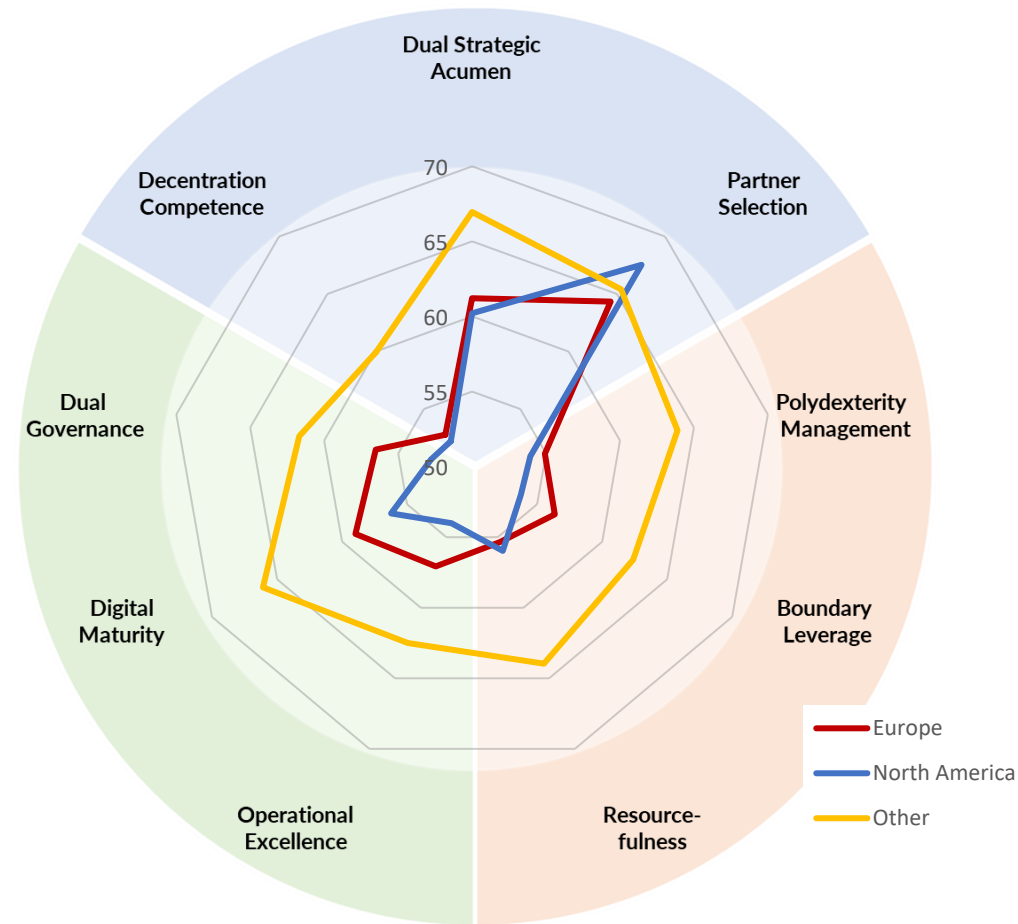 Dual Strategic
Acumen
Decentration
Competence
Partner
Selection
70
65
60
55
50
Dual
Governance
Polydexterity
Management
Digital
Maturity
Boundary
Leverage
Operational
Excellence
Resource-
fulness
Europe
North America
Other